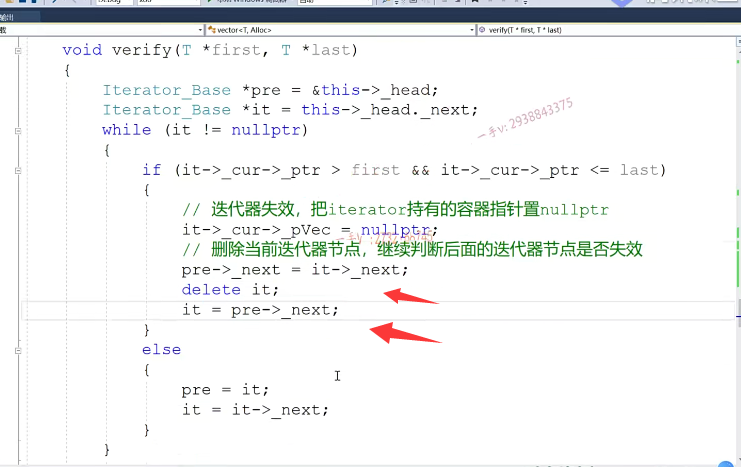 输出
vector<T, Alloc>
verify(T * first, T * last)
void verify(T *first, T *last)
{
Iterator_Base *pre = &this->_head;
Iterator_Base *it = this->_head._next;
while (it != nullptr)
{
一手v: 2938843375
if (it->_cur->_ptr > first && it->_cur->_ptr <= last)
{
// 迭代器失效，把iterator持有的容器指针置nullptr
it->_cur->_pVec = nullptr;
// 删除当前迭代器节点，继续判断后面的迭代器节点是否失效
pre->_next = it->_next;
delete it;
it = pre->_next;
}
else
{
pre = it;
it = it->_next;
}
}